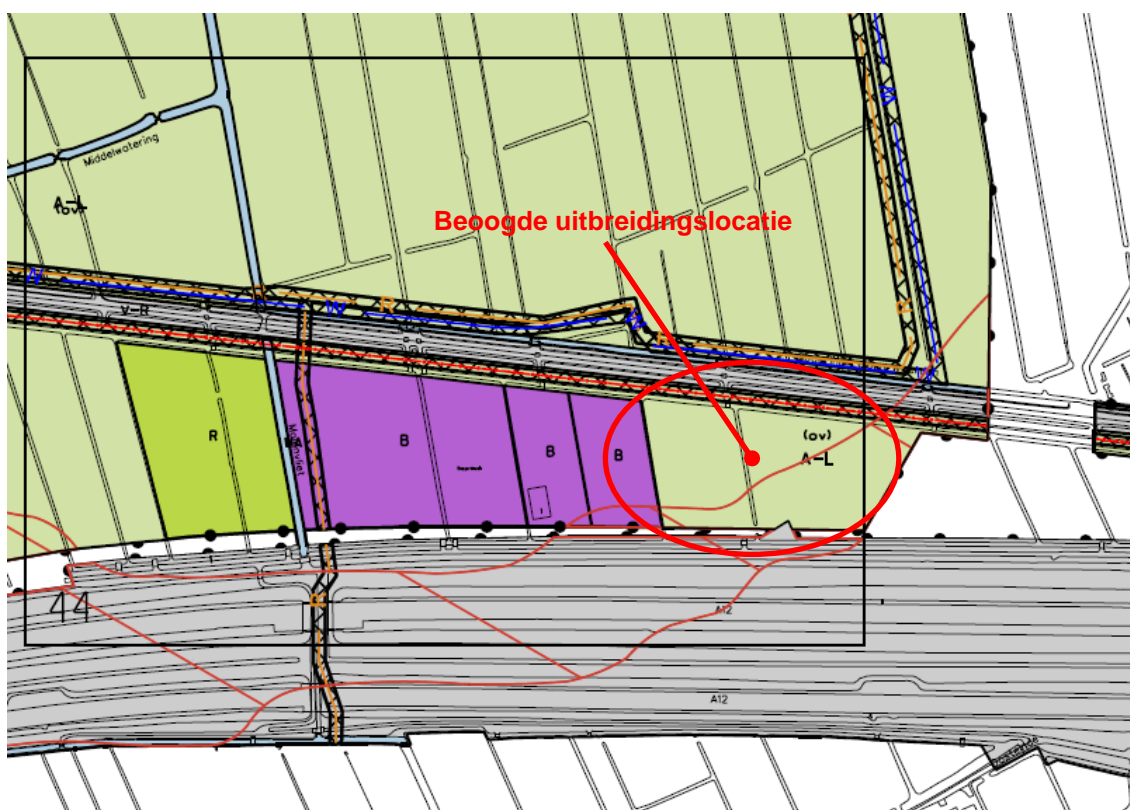 W
Middelwatering
A-L
(ov)
Beoogde uitbreidingslocatie
R
W
W
R
V-R
W
R
R
W
R
B
B
B
(ov)
A-L
R
44
A12
A12